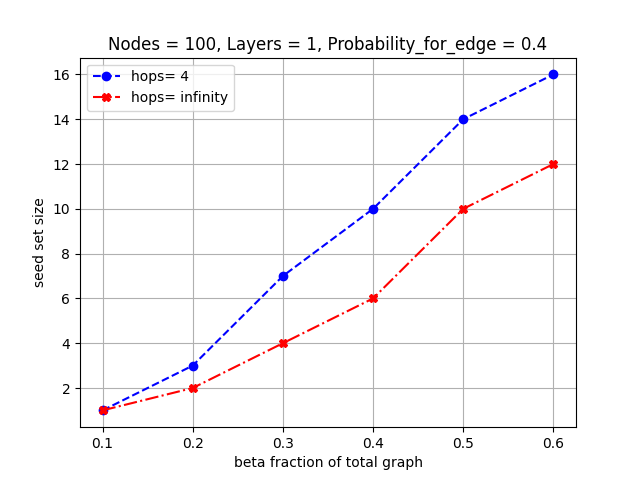 Nodes = 100, Layers = 1, Probability_for_edge = 0.4
hops= 4
hops= infinity
16
14
12
10
8
6
4
2
seed set size
0.1 0.2 0.3 0.4 0.5 0.6
beta fraction of total graph